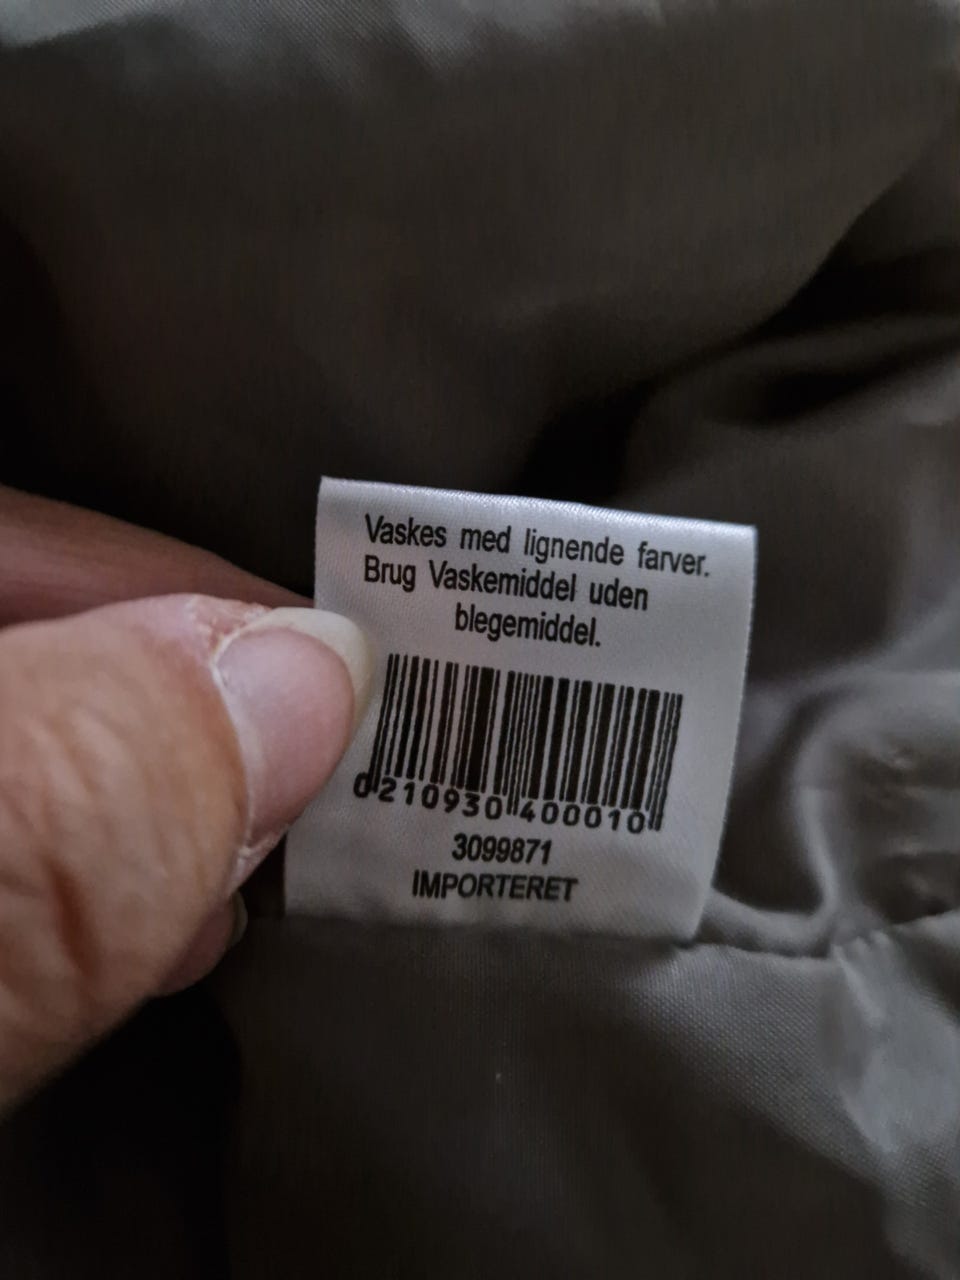 Vaskes med lignende farver.
Brug Vaskemiddel uden
blegemiddel.
0210930400010
3099871
IMPORTERET